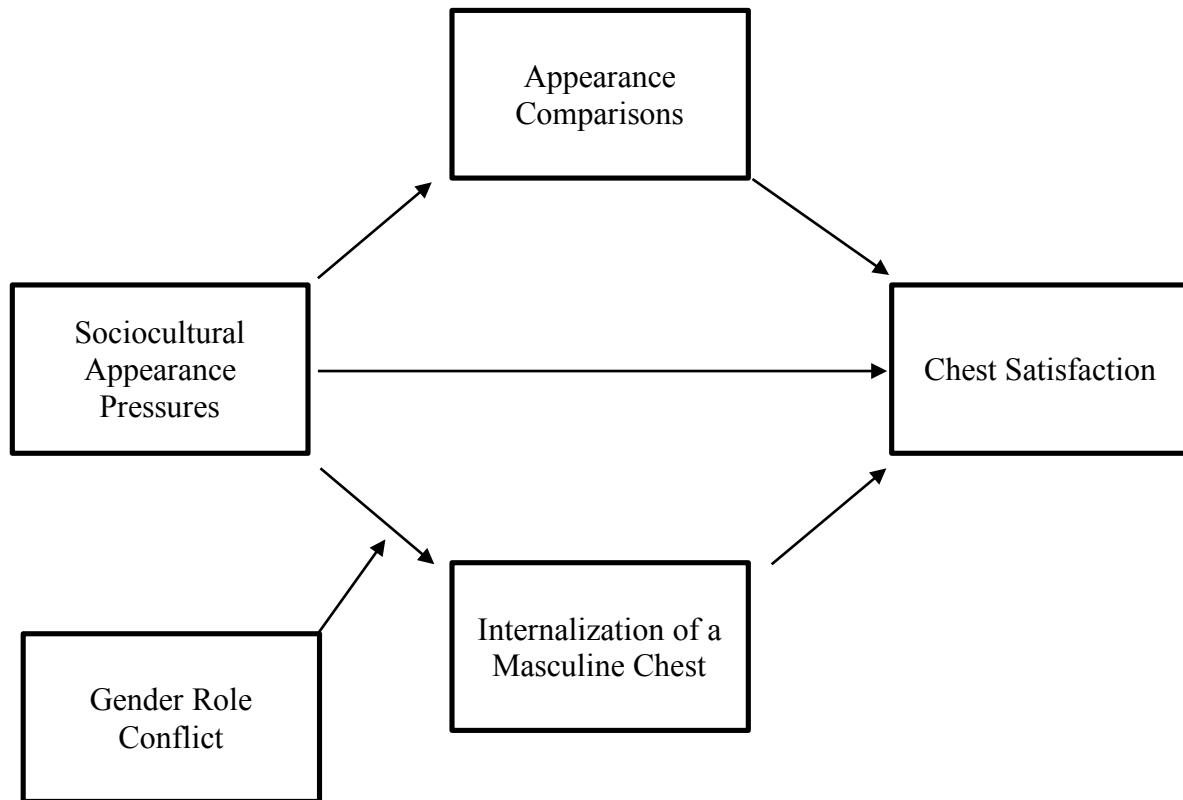 Appearance
Comparisons
Sociocultural
Appearance
Pressures
Chest Satisfaction
Internalization of a
Masculine Chest
Gender Role
Conflict